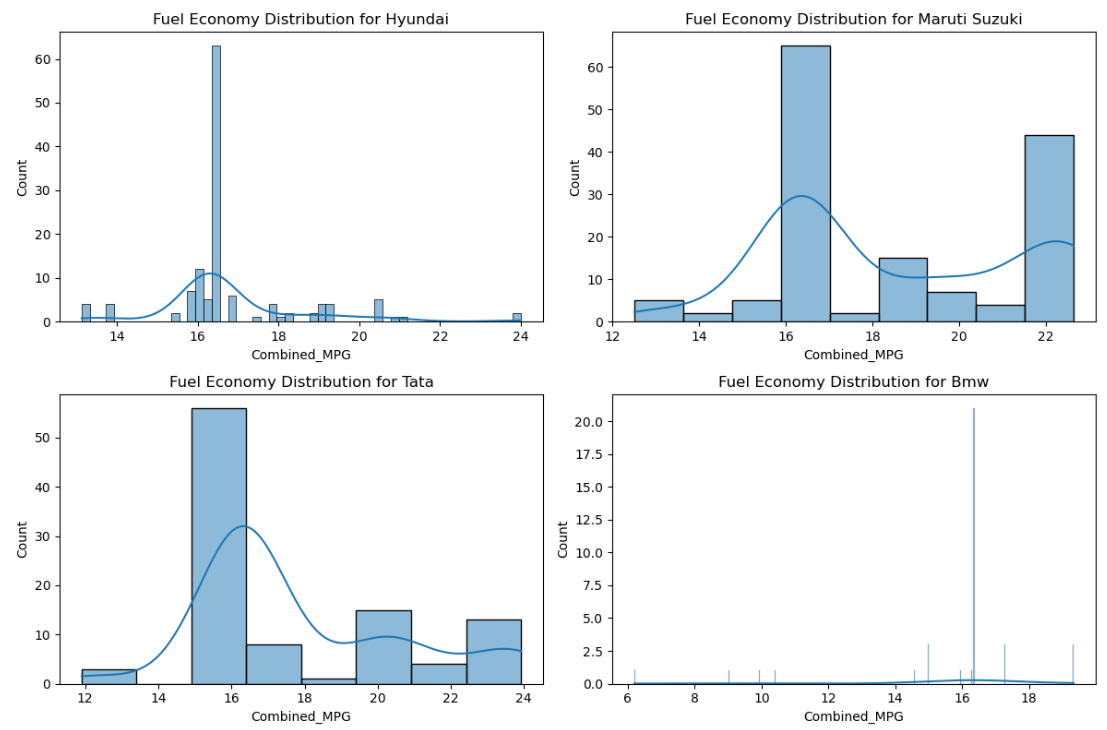 Fuel Economy Distribution for Hyundai
60
50
40
30
20
10
0
Count
14 16 18 20 22 24
Combined_MPG
Fuel Economy Distribution for Maruti Suzuki
60
50
40
30
20
10
0
Count
12 14 16 18 20 22
Combined_MPG
Fuel Economy Distribution for Tata
50
40
30
20
10
0
Count
12 14 16 18 20 22 24
Combined_MPG
Fuel Economy Distribution for Bmw
20.0
17.5
15.0
12.5
10.0
7.5
5.0
2.5
0.0
Count
6 8 10 12 14 16 18
Combined_MPG